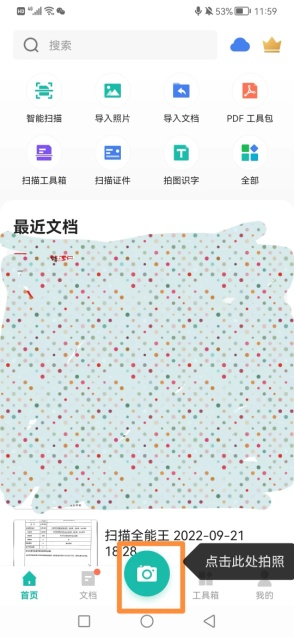 53% 11:59
搜索
智能扫描 导入照片 导入文档 PDF 工具包
扫描工具箱 扫描证件 拍图识字 全部
最近文档
扫描全能王 2022-09-21
18:28
点击此处拍照
首页 文档 工具箱 我的